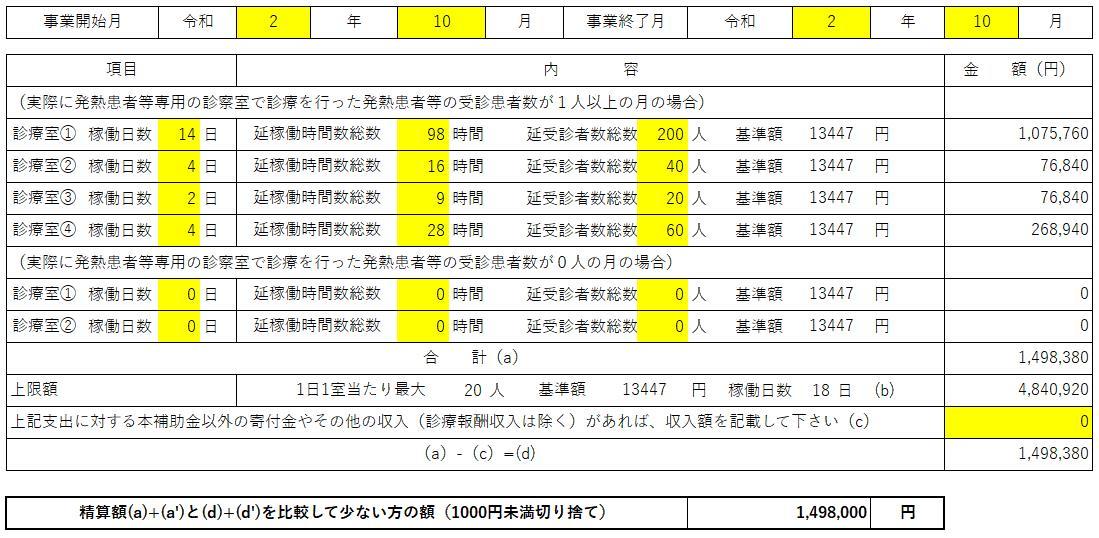 事業開始月 令和 2 年 10 月 事業終了月 令和 2 年 10 月
項目 内 容 金 額（円）
（実際に発熱患者等専用の診察室で診療を行った発熱患者等の受診患者数が１人以上の月の場合）
診療室① 稼働日数 14 日 延稼働時間数総数 98 時間 延受診者数総数 200 人 基準額 13447 円 1,075,760
診療室② 稼働日数 4 日 延稼働時間数総数 16 時間 延受診者数総数 40 人 基準額 13447 円 76,840
診療室③ 稼働日数 2 日 延稼働時間数総数 9 時間 延受診者数総数 20 人 基準額 13447 円 76,840
診療室④ 稼働日数 4 日 延稼働時間数総数 28 時間 延受診者数総数 60 人 基準額 13447 円 268,940
（実際に発熱患者等専用の診察室で診療を行った発熱患者等の受診患者数が０人の月の場合）
診療室① 稼働日数 0 日 延稼働時間数総数 0 時間 延受診者数総数 0 人 基準額 13447 円 0
診療室② 稼働日数 0 日 延稼働時間数総数 0 時間 延受診者数総数 0 人 基準額 13447 円 0
合 計（a） 1,498,380
上限額 1日1室当たり最大 20 人 基準額 13447 円 稼働日数 18 日 （b） 4,840,920
上記支出に対する本補助金以外の寄付金やその他の収入（診療報酬収入は除く）があれば、収入額を記載して下さい（c） 0
（a）-（c）=(d) 1,498,380
精算額(a)+(a')と(d)+(d')を比較して少ない方の額（1000円未満切り捨て） 1,498,000 円